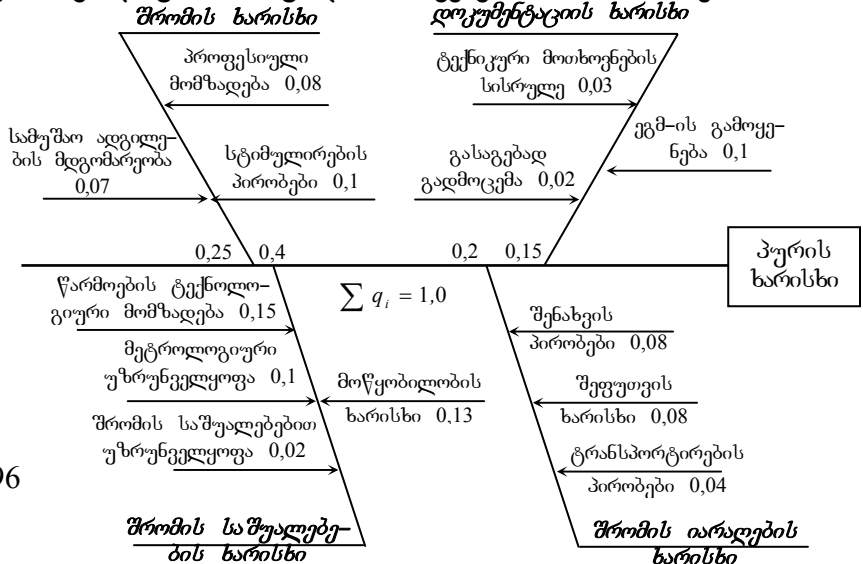 შრომის ხარისხი
დოკუმენტაციის ხარისხი
პროფესიული
მომზადება 0,08
ტექნიკური მოთხოვნების
სისრულე 0,03
სამუშაო ადგილე–
ბის მდგომარეობა
0,07
სტიმულირების
პირობები 0,1
გასაგებად
გადმოცემა 0,02
ეგმ–ის გამოყე–
ნება 0,1
0,25 0,4
0,2 0,15
პურის
ხარისხი
წარმოების ტექნოლო–
გიური მომზადება 0,15
∑ qᵢ = 1,0
მეტროლოგიური
უზრუნველყოფა 0,1
მოწყობილობის
ხარისხი 0,13
შრომის საშუალებებით
უზრუნველყოფა 0,02
შენახვის
პირობები 0,08
შეფუთვის
ხარისხი 0,08
ტრანსპორტირების
პირობები 0,04
96
შრომის საშუალებე–
ბის ხარისხი
შრომის იარაღების
ხარისხი